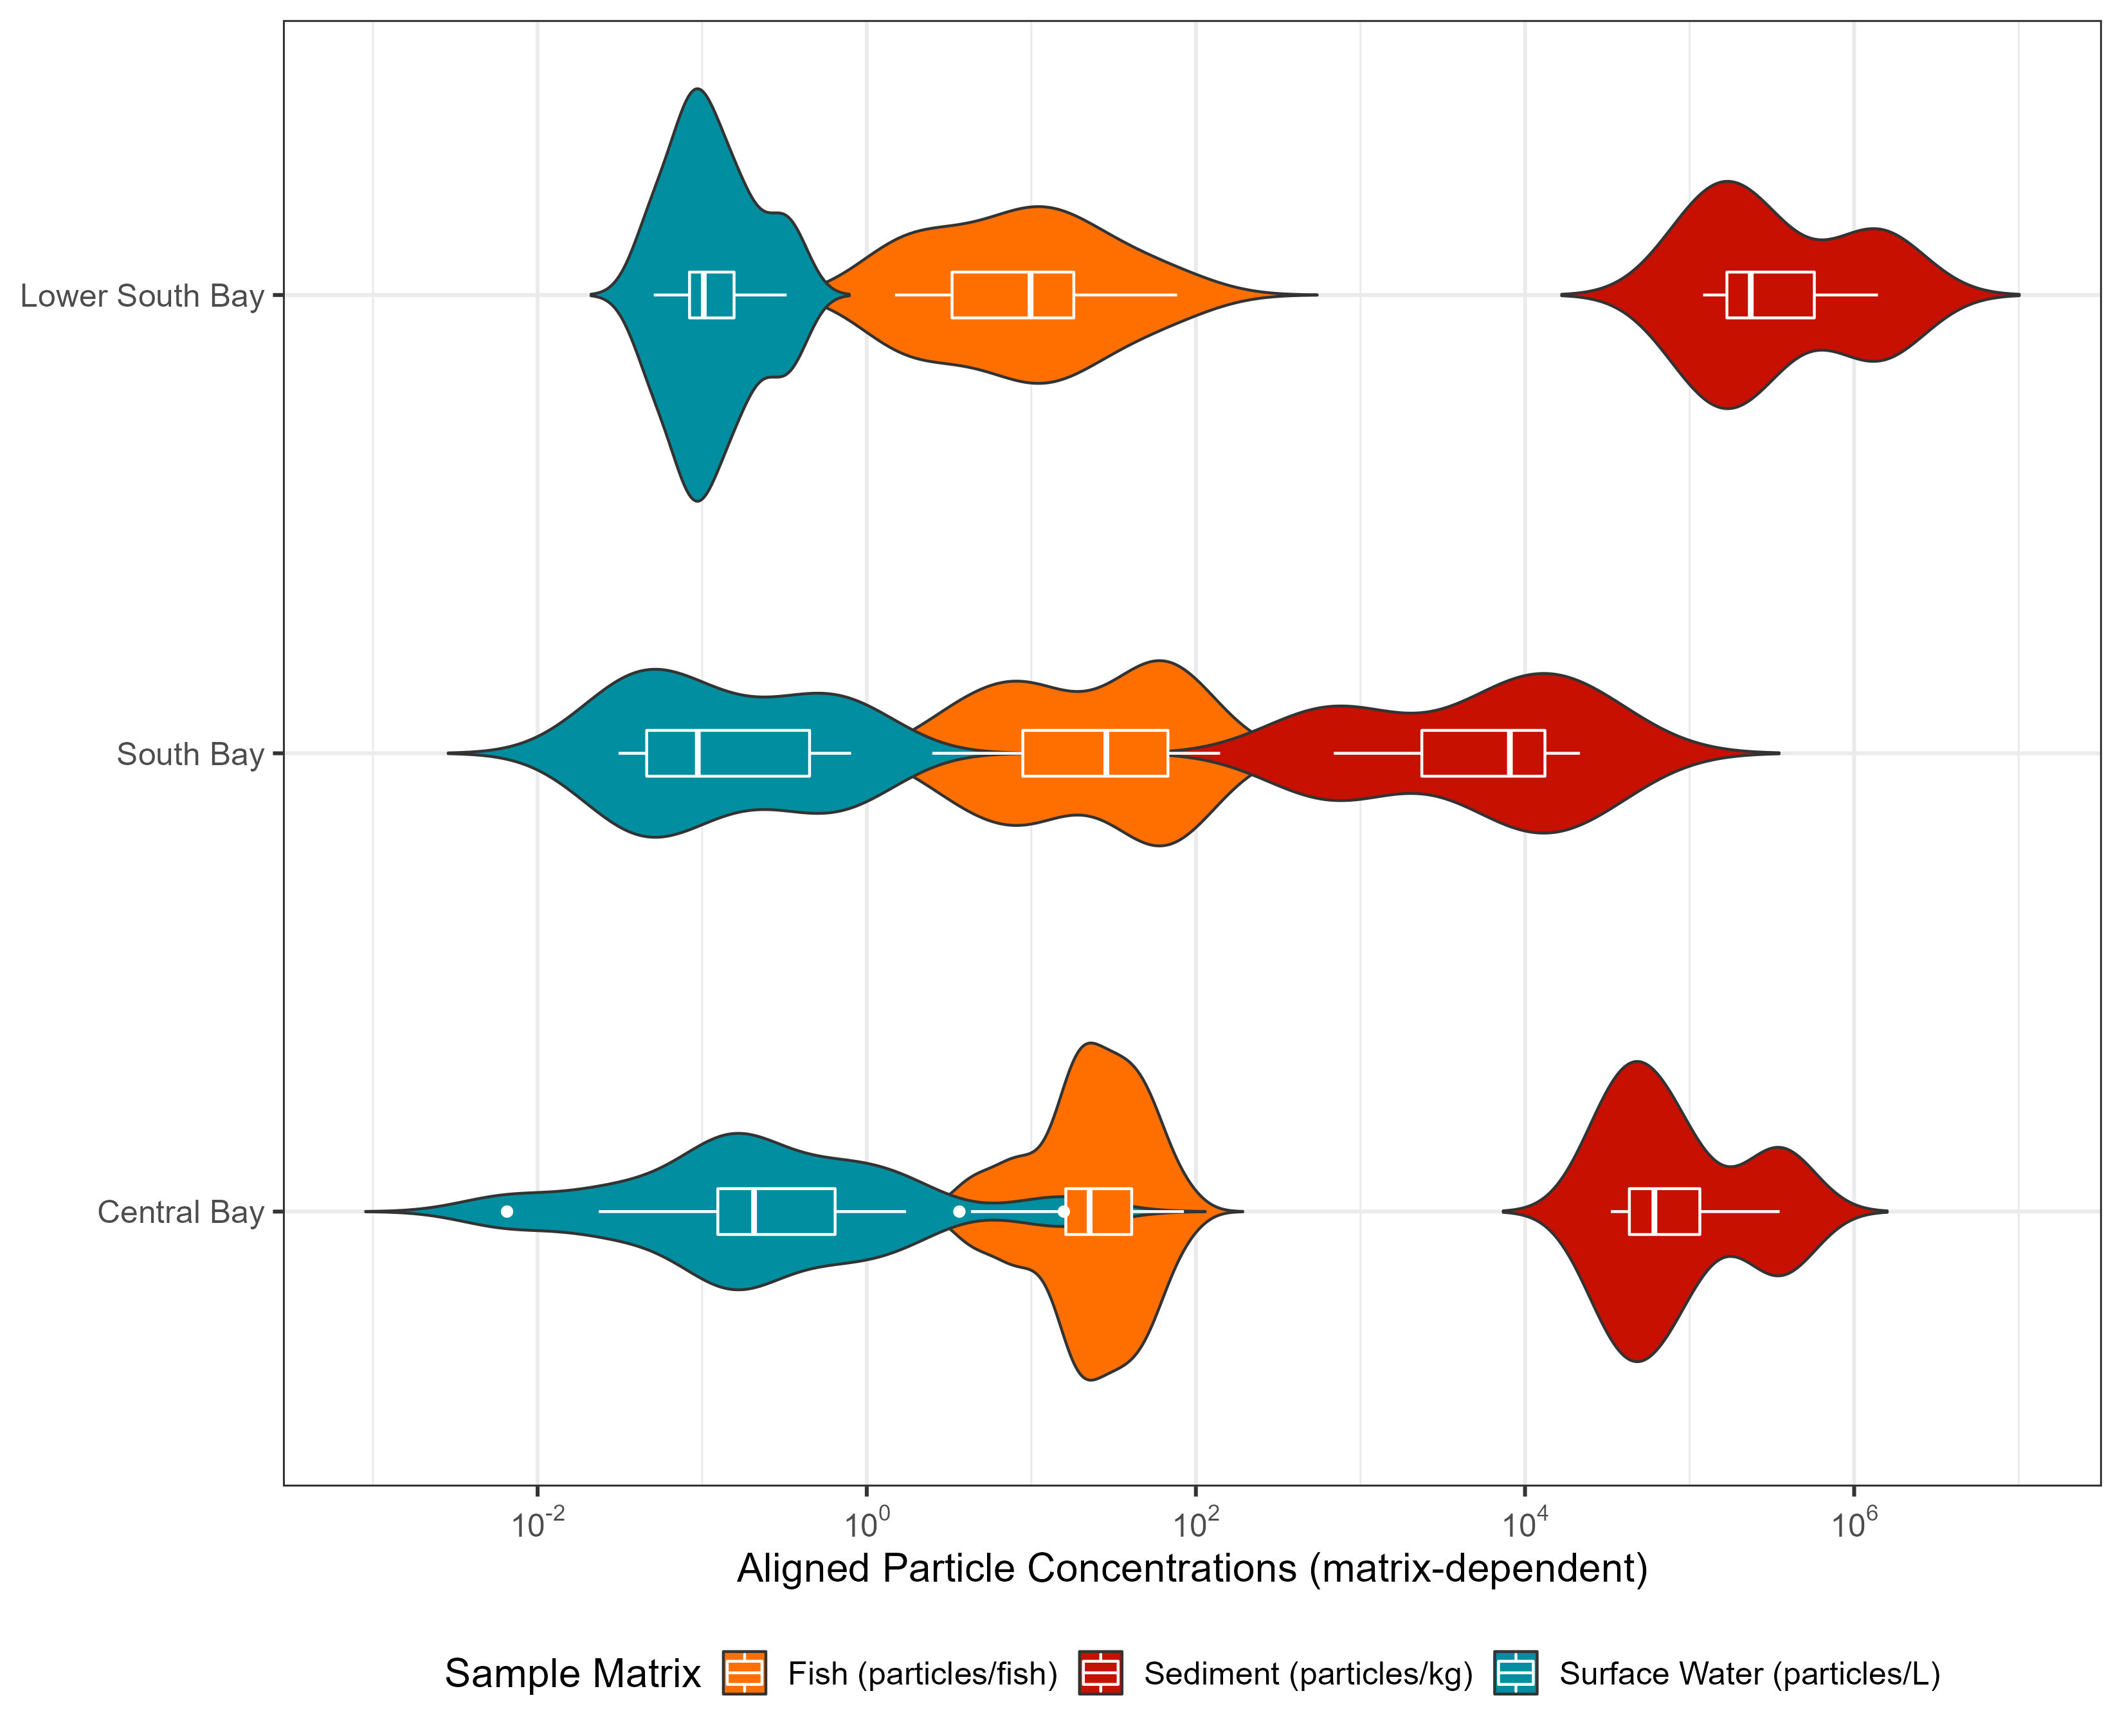 Lower South Bay
South Bay
Central Bay
10⁻² 10⁰ 10² 10⁴ 10⁶
Aligned Particle Concentrations (matrix-dependent)
Sample Matrix Fish (particles/fish) Sediment (particles/kg) Surface Water (particles/L)